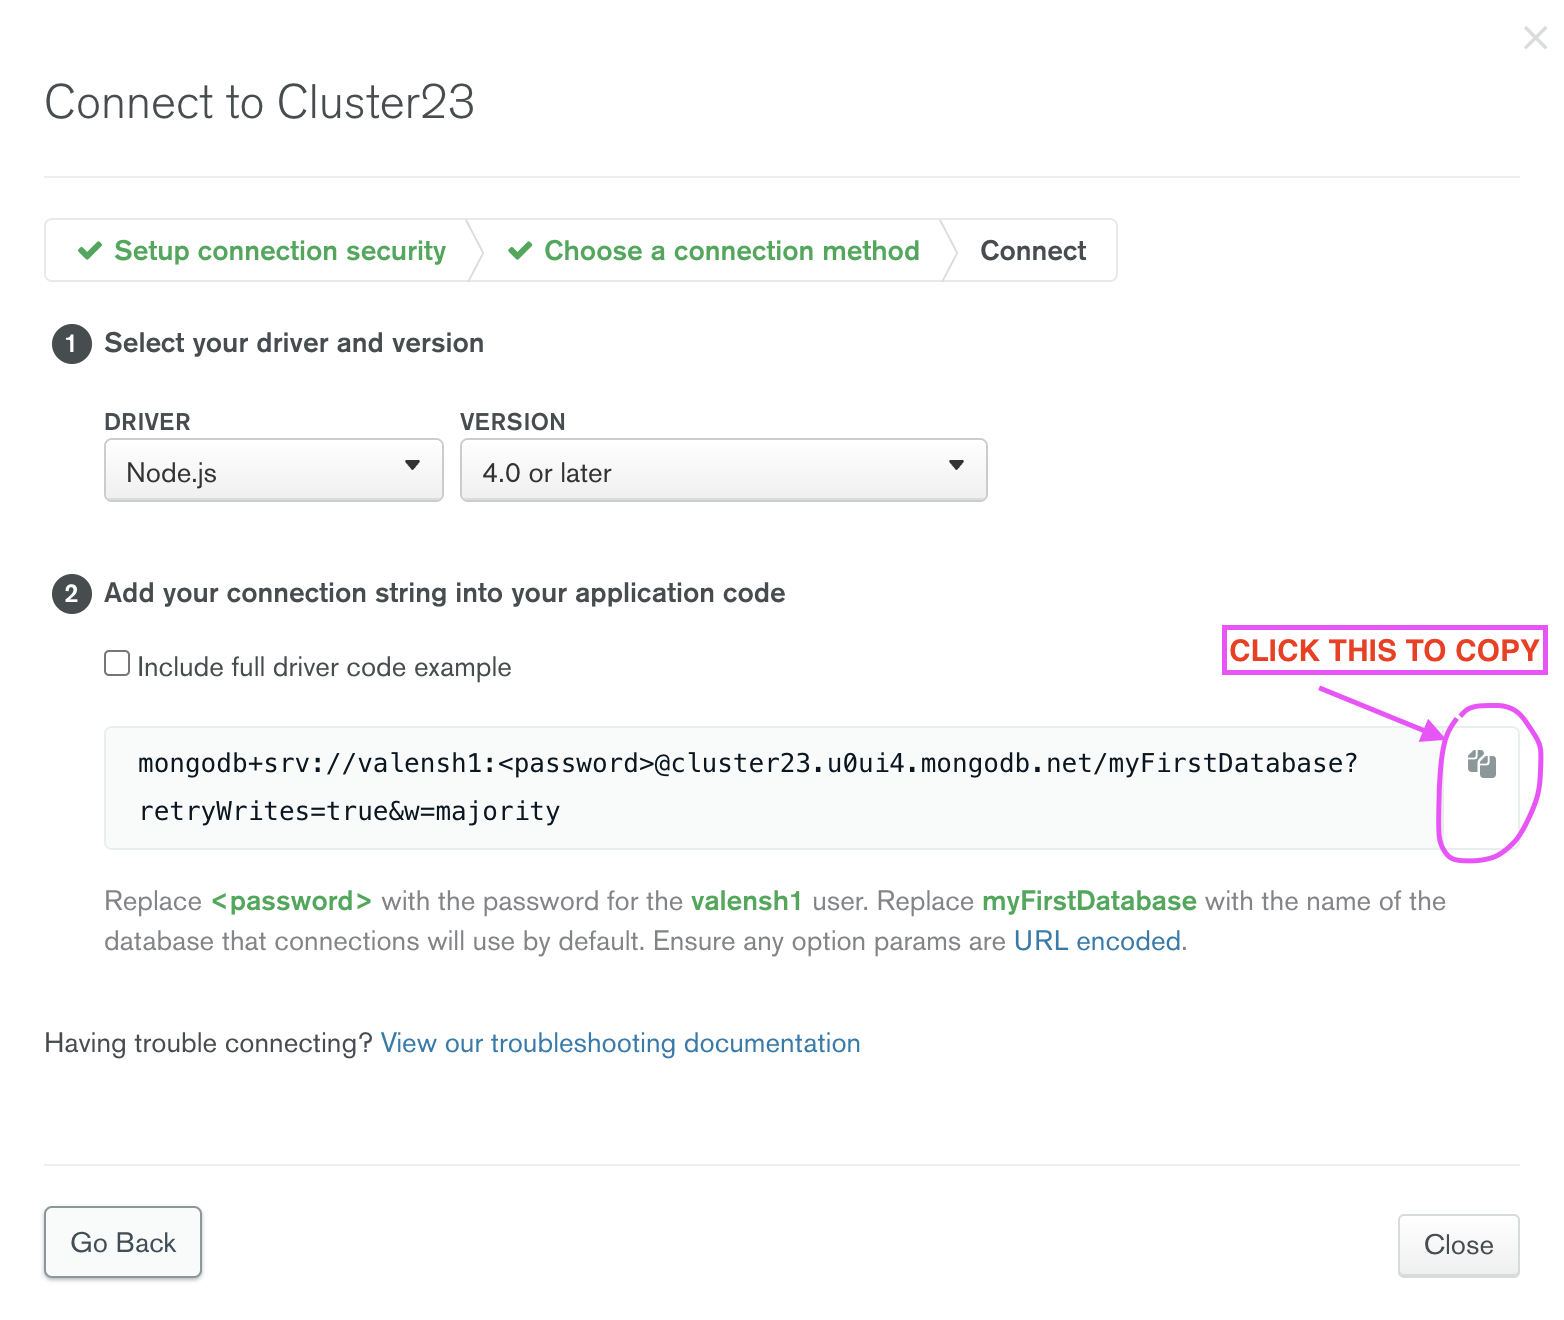 Connect to Cluster23
Setup connection security
Choose a connection method
Connect
1 Select your driver and version
DRIVER
VERSION
Node.js
4.0 or later
2 Add your connection string into your application code
Include full driver code example
CLICK THIS TO COPY
mongodb+srv://valensh1:<password>@cluster23.u0ui4.mongodb.net/myFirstDatabase?
retryWrites=true&w=majority
Replace <password> with the password for the valensh1 user. Replace myFirstDatabase with the name of the
database that connections will use by default. Ensure any option params are URL encoded.
Having trouble connecting? View our troubleshooting documentation
Go Back
Close